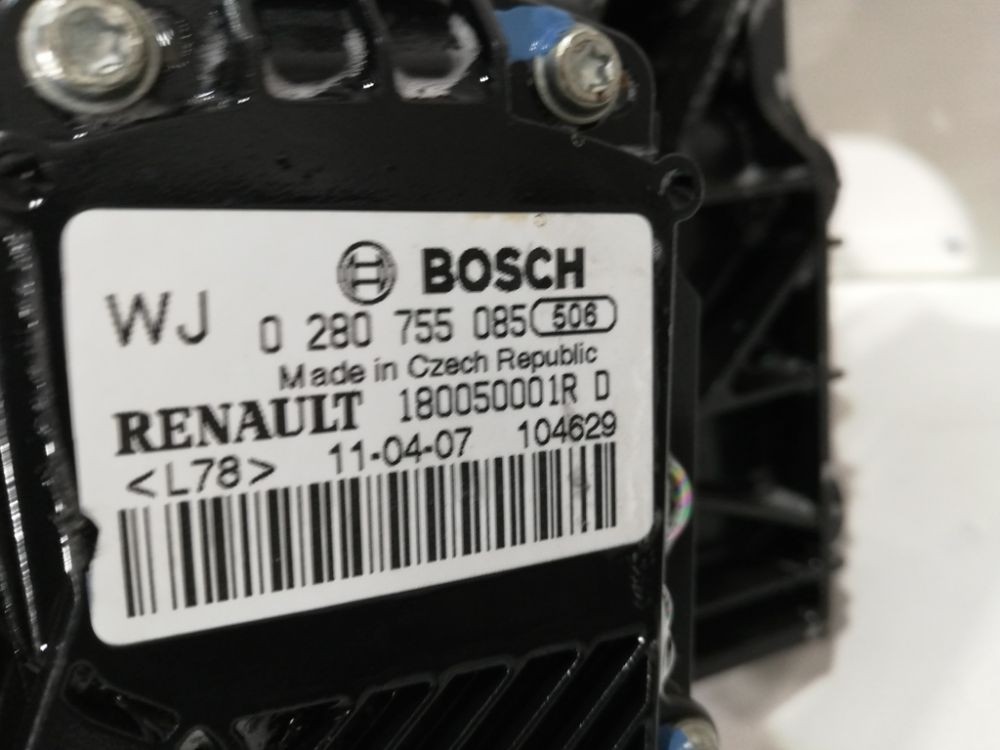 BOSCH
WJ 0 280 755 085 506
Made in Czech Republic
RENAULT 180050001R D
<L78> 11-04-07 104629